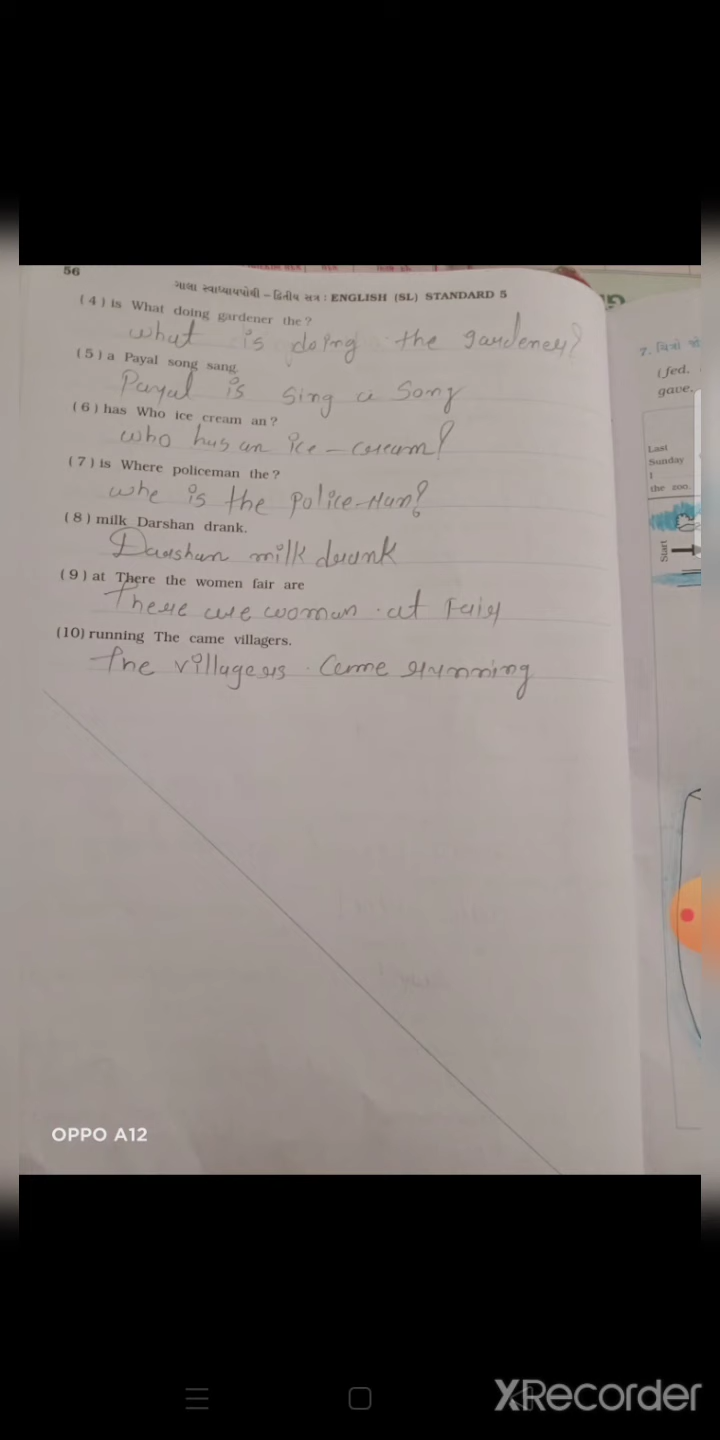 56
ગાલા સ્વાધ્યાયપોથી – દ્વિતીય સત્ર : ENGLISH (SL) STANDARD 5
(4) is What doing gardener the?
what is doing the gardener?
(5) a Payal song sang.
Payal is sing a song
(6) has Who ice cream an?
who has an ice-cream?
(7) is Where policeman the?
whe is the police-man?
(8) milk Darshan drank.
Darshan milk drank
(9) at There the women fair are
There are woman at Fair
(10) running The came villagers.
The villagers came running
7. ચિત્રો
(fed.
gave.
Last
Sunday
I
the zoo.
Start
OPPO A12
XRecorder